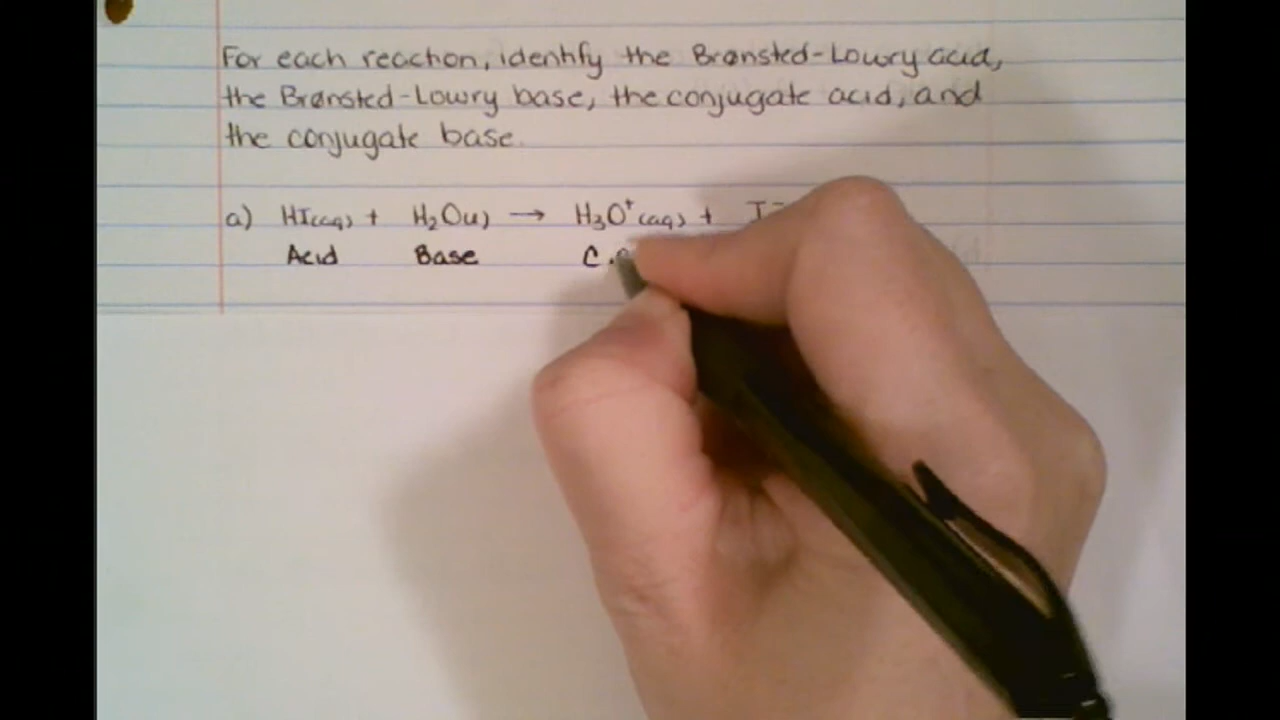 For each reaction, identify the Brønsted-Lowry acid,
the Brønsted-Lowry base, the conjugate acid, and
the conjugate base.
a) HI(aq) + H₂O(l) → H₃O⁺(aq) + I⁻
Acid Base C.